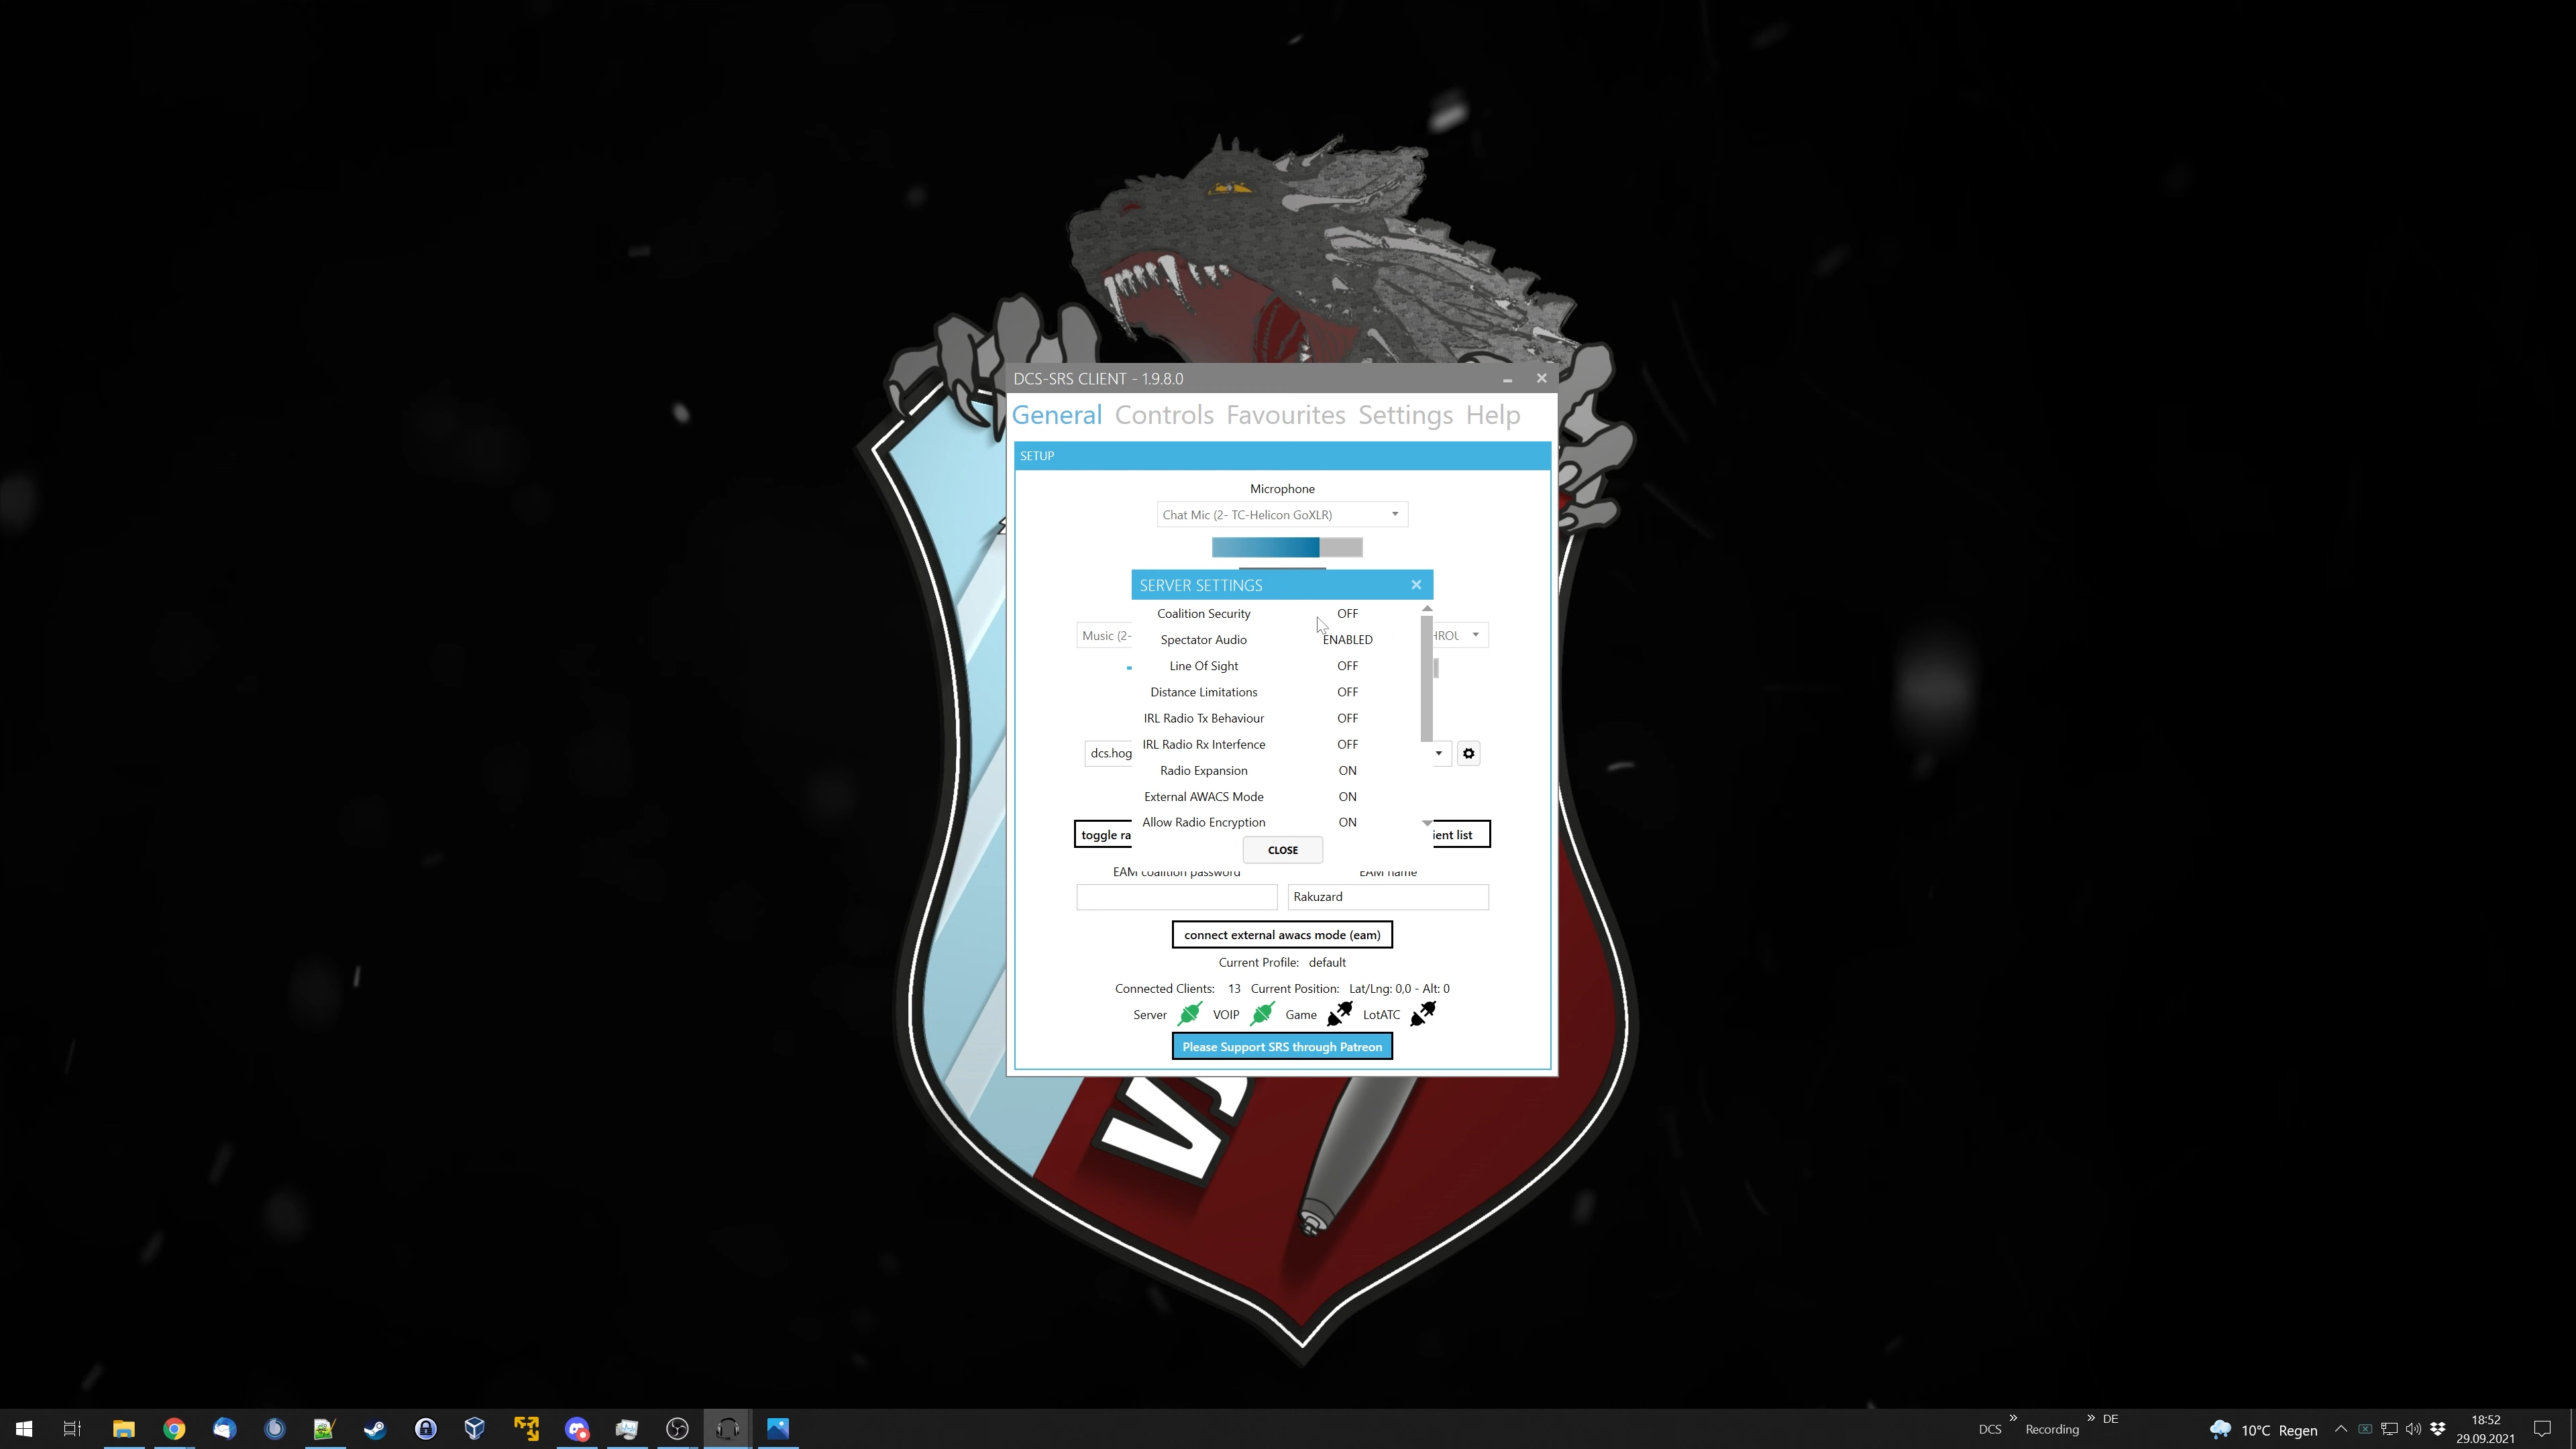 DCS-SRS CLIENT - 1.9.8.0
General Controls Favourites Settings Help
SETUP
Microphone
Chat Mic (2- TC-Helicon GoXLR)
SERVER SETTINGS
Coalition Security OFF
Music (2- HROU
Spectator Audio ENABLED
Line Of Sight OFF
Distance Limitations OFF
IRL Radio Tx Behaviour OFF
IRL Radio Rx Interfence OFF
dcs.hog
Radio Expansion ON
External AWACS Mode ON
Allow Radio Encryption ON
toggle ra ient list
CLOSE
EAM coalition password EAM name
Rakuzard
connect external awacs mode (eam)
Current Profile: default
Connected Clients: 13 Current Position: Lat/Lng: 0,0 - Alt: 0
Server VOIP Game LotATC
Please Support SRS through Patreon
DCS » Recording » DE
10°C Regen
18:52
29.09.2021